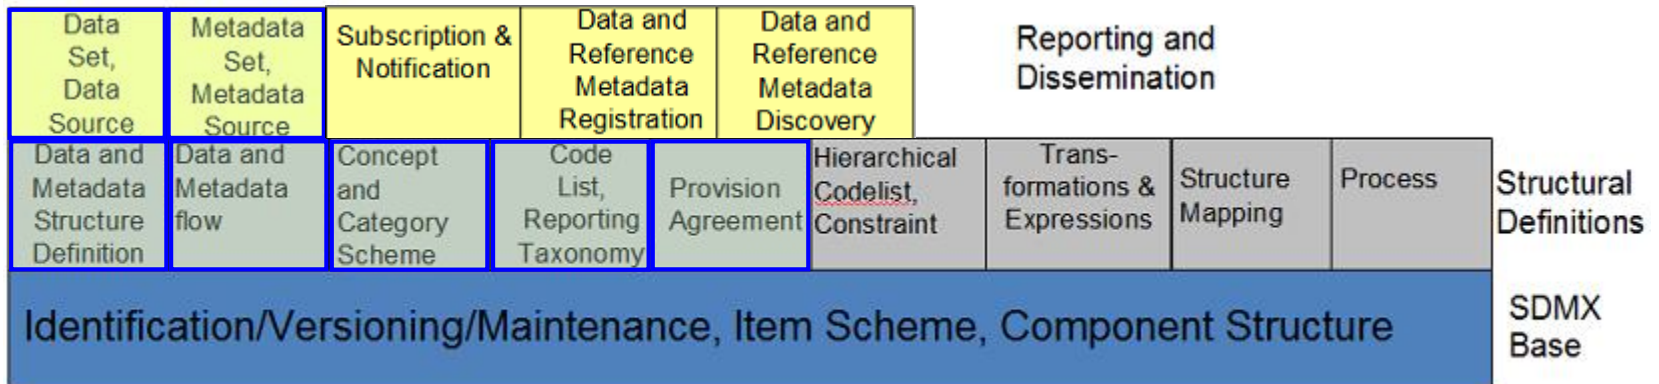 Data
Set,
Data
Source
Metadata
Set,
Metadata
Source
Subscription &
Notification
Data and
Reference
Metadata
Registration
Data and
Reference
Metadata
Discovery
Reporting and
Dissemination
Data and
Metadata
Structure
Definition
Data and
Metadata
flow
Concept
and
Category
Scheme
Code
List,
Reporting
Taxonomy
Provision
Agreement
Hierarchical
Codelist,
Constraint
Trans-
formations &
Expressions
Structure
Mapping
Process
Structural
Definitions
Identification/Versioning/Maintenance, Item Scheme, Component Structure
SDMX
Base